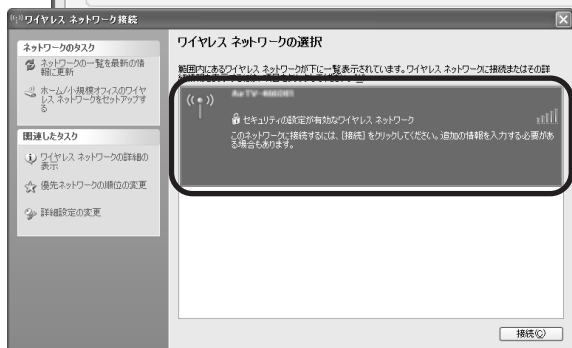 ワイヤレス ネットワーク接続
ネットワークのタスク
ネットワークの一覧を最新の情
報に更新
ホーム/小規模オフィスのワイヤ
レス ネットワークをセットアップす
る
関連したタスク
ワイヤレス ネットワークの詳細の
表示
優先ネットワークの順位の変更
詳細設定の変更
ワイヤレス ネットワークの選択
範囲内にあるワイヤレス ネットワークが下に一覧表示されています。ワイヤレス ネットワークに接続またはその詳
セキュリティの設定が有効なワイヤレス ネットワーク
このネットワークに接続するには、[接続] をクリックしてください。追加の情報を入力する必要があ
る場合もあります。
接続(C)